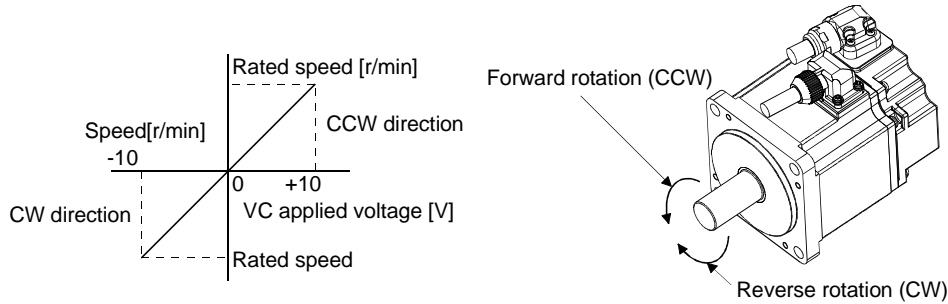 Rated speed [r/min]
Speed[r/min]
CCW direction
-10
0
+10
CW direction
VC applied voltage [V]
Rated speed
Forward rotation (CCW)
Reverse rotation (CW)